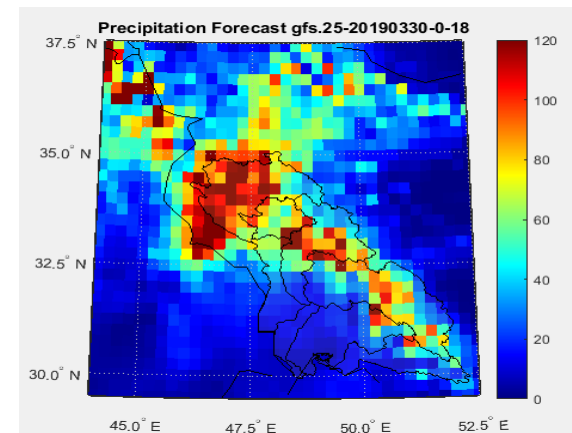 Precipitation Forecast gfs.25-20190330-0-18
37.5° N
35.0° N
32.5° N
30.0° N
45.0° E
47.5° E
50.0° E
52.5° E
120
100
80
60
40
20
0